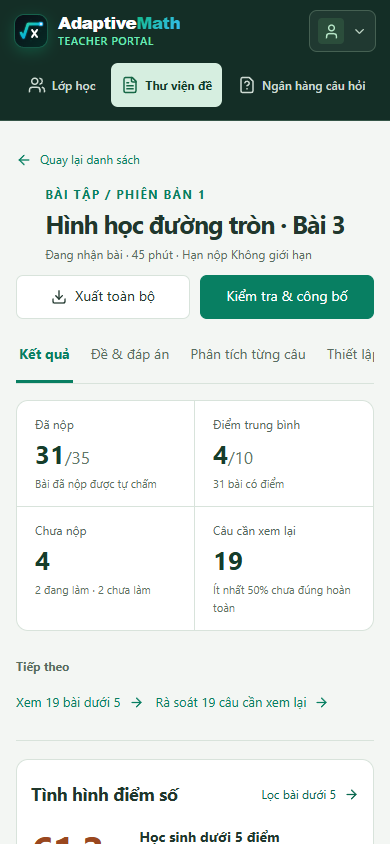 AdaptiveMath
TEACHER PORTAL
Lớp học
Thư viện đề
Ngân hàng câu hỏi
Quay lại danh sách
BÀI TẬP / PHIÊN BẢN 1
Hình học đường tròn · Bài 3
Đang nhận bài · 45 phút · Hạn nộp Không giới hạn
Xuất toàn bộ
Kiểm tra & công bố
Kết quả
Đề & đáp án
Phân tích từng câu
Thiết lập
Đã nộp
31/35
Bài đã nộp được tự chấm
Điểm trung bình
4/10
31 bài có điểm
Chưa nộp
4
2 đang làm · 2 chưa làm
Câu cần xem lại
19
Ít nhất 50% chưa đúng hoàn
toàn
Tiếp theo
Xem 19 bài dưới 5
Rà soát 19 câu cần xem lại
Tình hình điểm số
Lọc bài dưới 5
Học sinh dưới 5 điểm